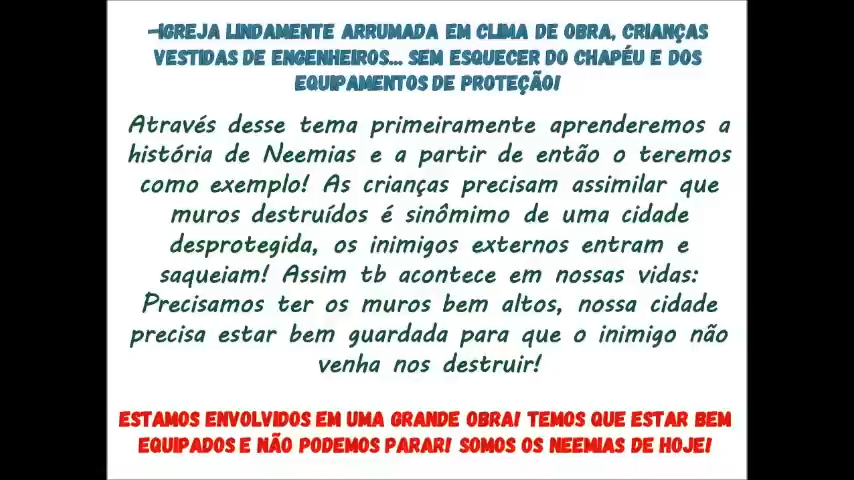 -IGREJA LINDAMENTE ARRUMADA EM CLIMA DE OBRA, CRIANÇAS
VESTIDAS DE ENGENHEIROS... SEM ESQUECER DO CHAPÉU E DOS
EQUIPAMENTOS DE PROTEÇÃO!
Através desse tema primeiramente aprenderemos a
história de Neemias e a partir de então o teremos
como exemplo! As crianças precisam assimilar que
muros destruídos é sinômimo de uma cidade
desprotegida, os inimigos externos entram e
saqueiam! Assim tb acontece em nossas vidas:
Precisamos ter os muros bem altos, nossa cidade
precisa estar bem guardada para que o inimigo não
venha nos destruir!
ESTAMOS ENVOLVIDOS EM UMA GRANDE OBRA! TEMOS QUE ESTAR BEM
EQUIPADOS E NÃO PODEMOS PARAR! SOMOS OS NEEMIAS DE HOJE!